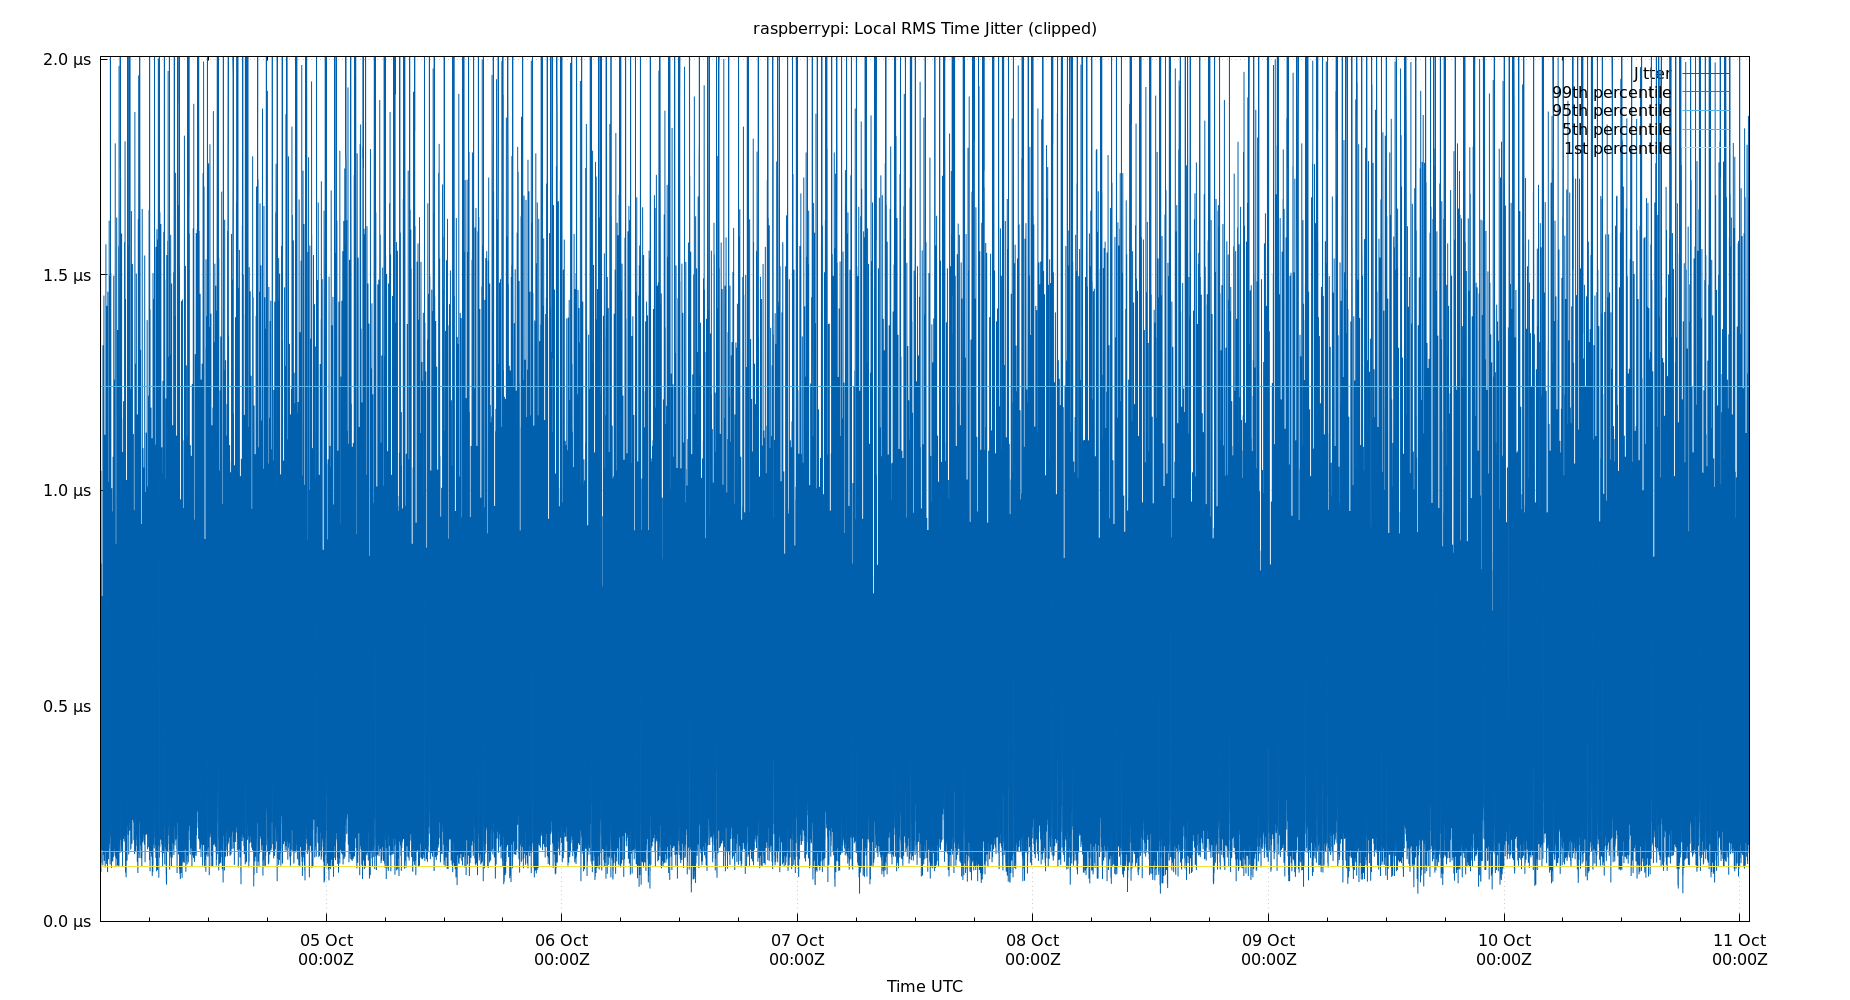 raspberrypi: Local RMS Time Jitter (clipped)
2.0 µs
Jitter
99th percentile
95th percentile
5th percentile
1st percentile
1.5 µs
1.0 µs
0.5 µs
0.0 µs
05 Oct 06 Oct 07 Oct 08 Oct 09 Oct 10 Oct 11 Oct
00:00Z 00:00Z 00:00Z 00:00Z 00:00Z 00:00Z 00:00Z
Time UTC